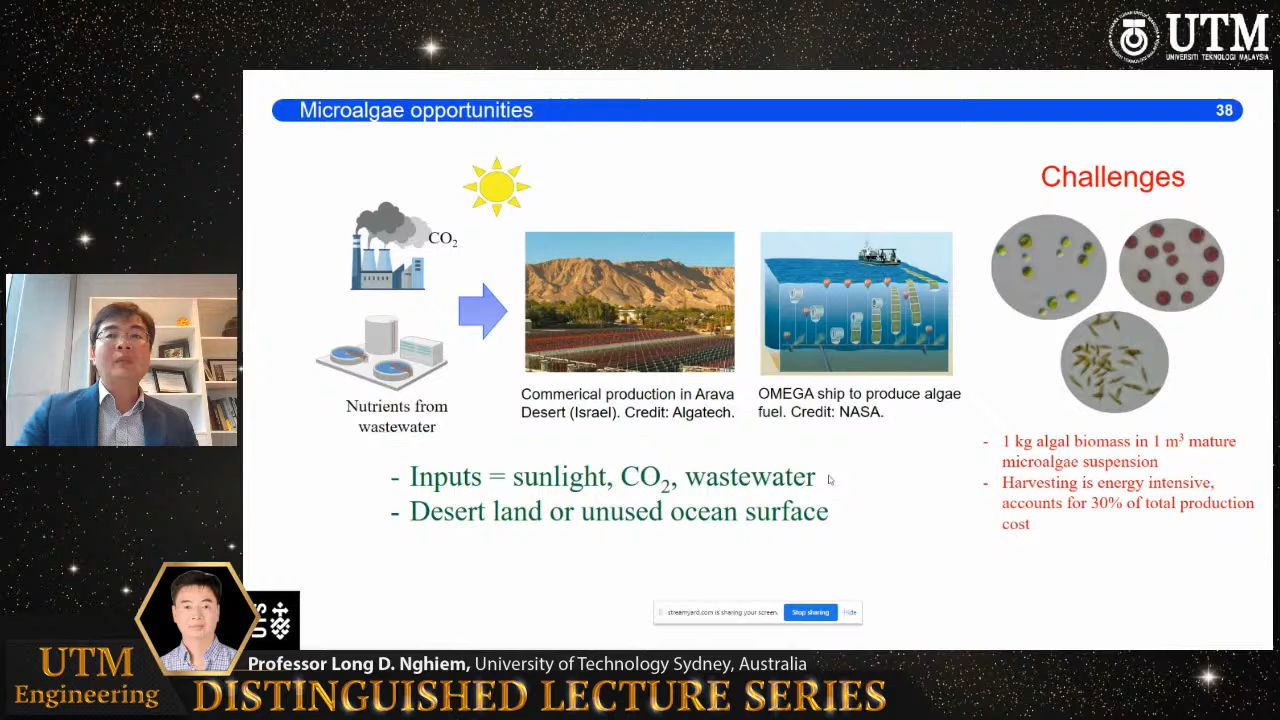 UTM
UNIVERSITI TEKNOLOGI MALAYSIA
Microalgae opportunities
38
CO2
Nutrients from
wastewater
Commerical production in Arava
Desert (Israel). Credit: Algatech.
OMEGA ship to produce algae
fuel. Credit: NASA.
- Inputs = sunlight, CO2, wastewater
- Desert land or unused ocean surface
Challenges
- 1 kg algal biomass in 1 m3 mature
microalgae suspension
- Harvesting is energy intensive,
accounts for 30% of total production
cost
streamyard.com is sharing your screen.
Stop sharing
Hide
UTS
UTM
Engineering
Professor Long D. Nghiem, University of Technology Sydney, Australia
DISTINGUISHED LECTURE SERIES